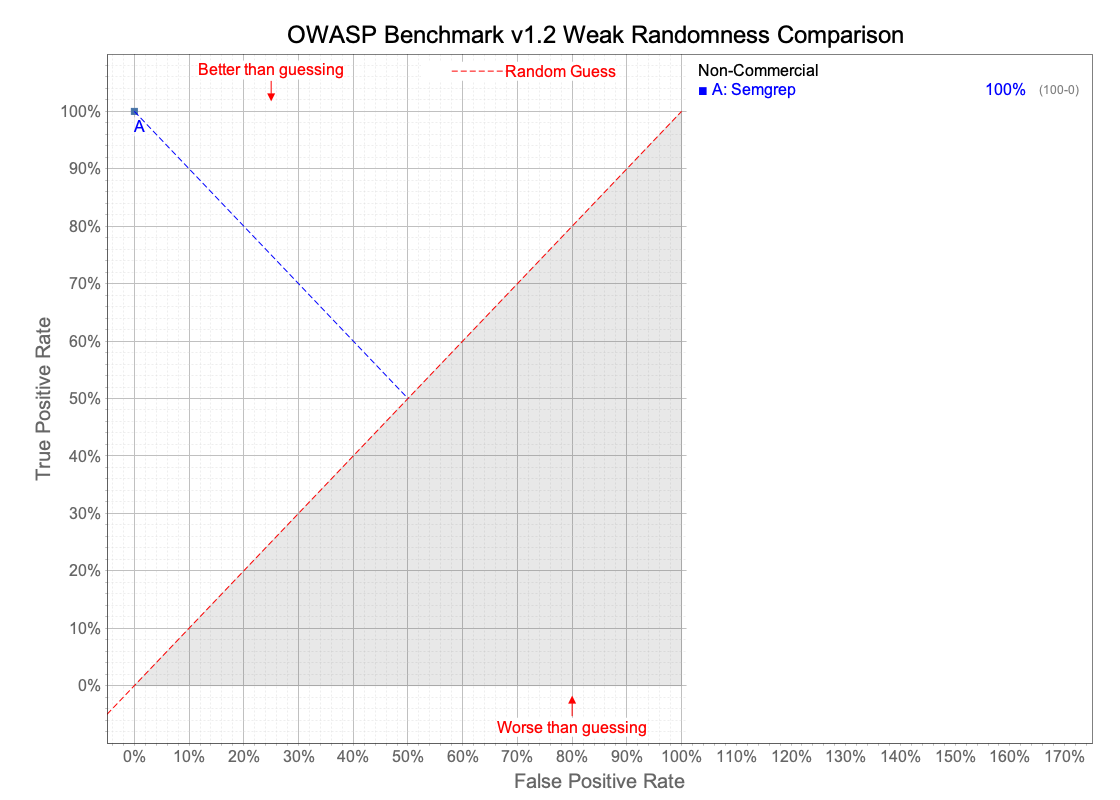 OWASP Benchmark v1.2 Weak Randomness Comparison
Better than guessing
Random Guess
Non-Commercial
A: Semgrep 100% (100-0)
A
100%
90%
80%
70%
60%
50%
40%
30%
20%
10%
0%
True Positive Rate
Worse than guessing
0% 10% 20% 30% 40% 50% 60% 70% 80% 90% 100% 110% 120% 130% 140% 150% 160% 170%
False Positive Rate